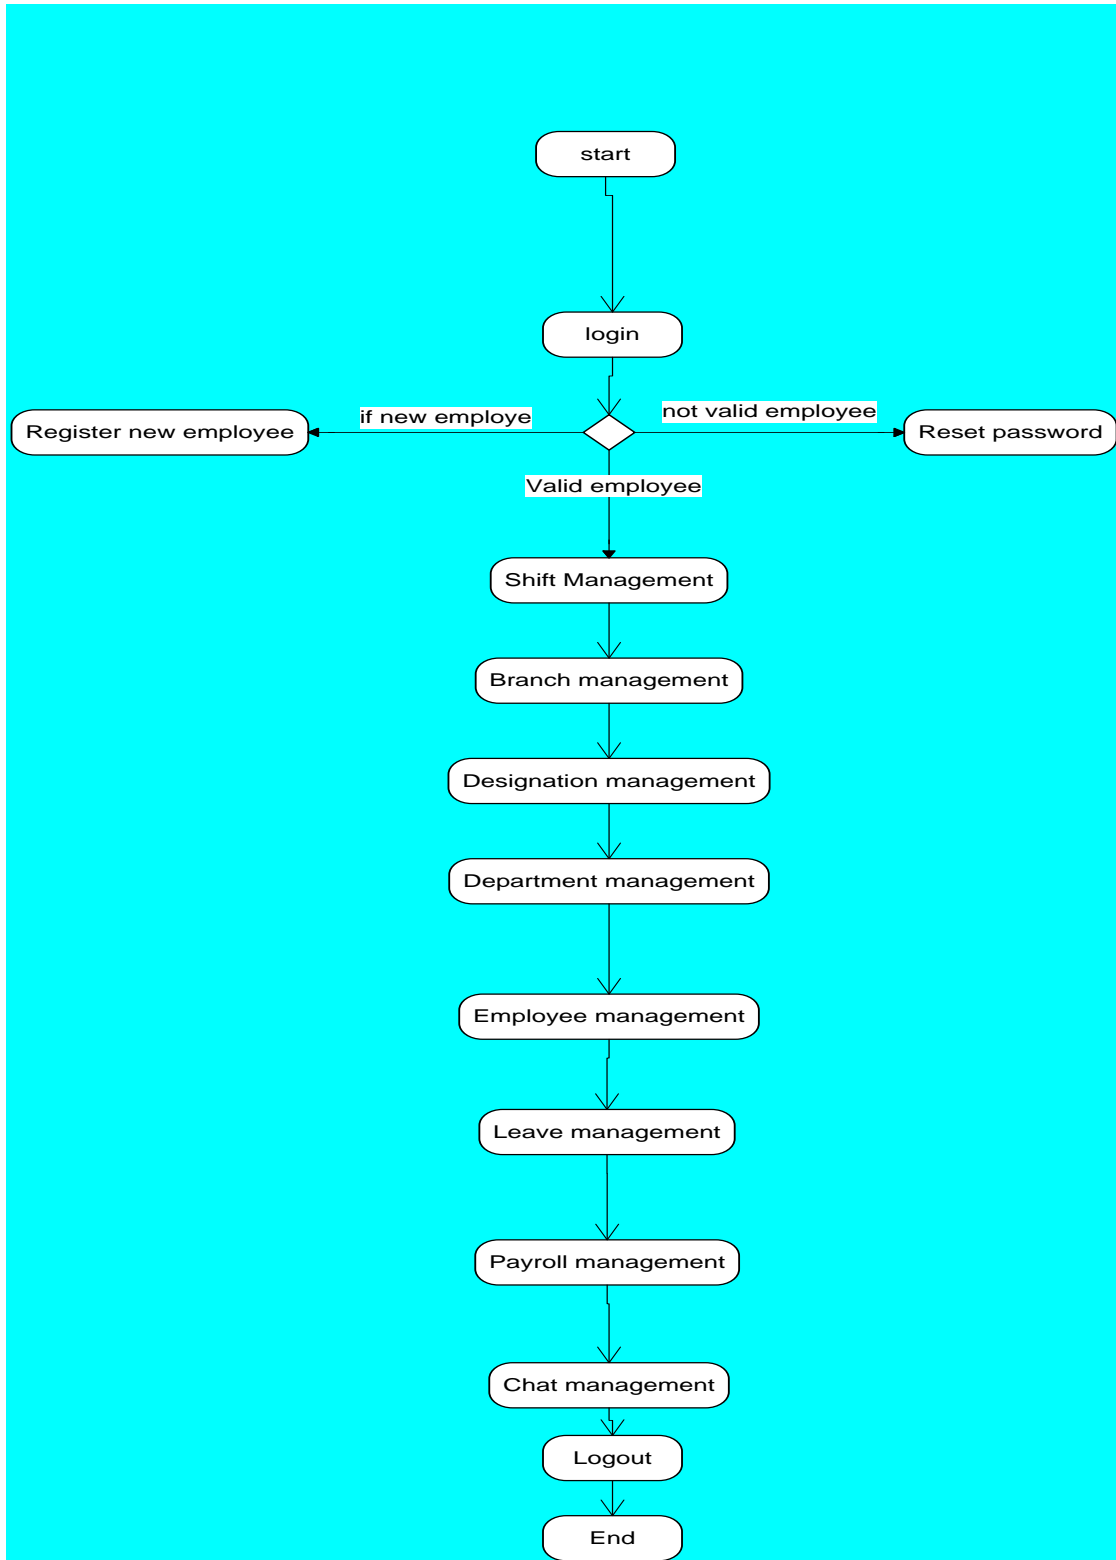 start
login
if new employe
not valid employee
Register new employee
Reset password
Valid employee
Shift Management
Branch management
Designation management
Department management
Employee management
Leave management
Payroll management
Chat management
Logout
End